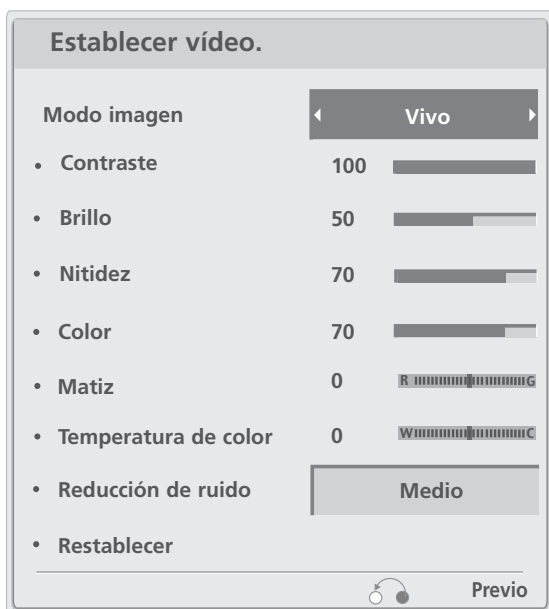 Establecer vídeo.
Modo imagen Vivo
• Contraste 100
• Brillo 50
• Nitidez 70
• Color 70
• Matiz 0 R G
• Temperatura de color 0 W C
• Reducción de ruido Medio
• Restablecer
Previo